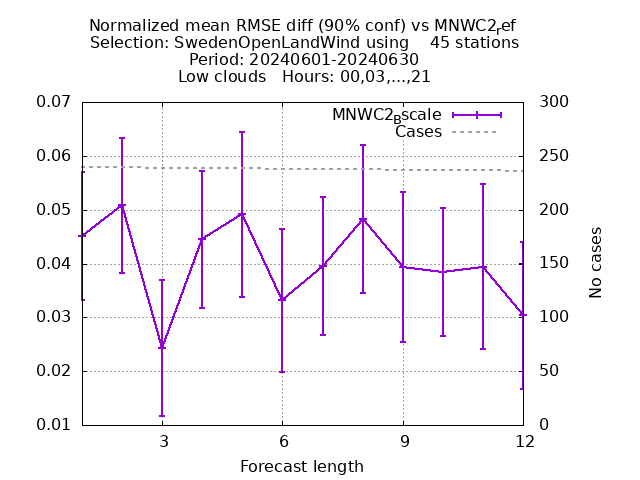 Normalized mean RMSE diff (90% conf) vs MNWC2ref
Selection: SwedenOpenLandWind using 45 stations
Period: 20240601-20240630
Low clouds Hours: 00,03,...,21
MNWC2Bscale
Cases
0.07
0.06
0.05
0.04
0.03
0.02
0.01
300
250
200
150
100
50
0
No cases
3 6 9 12
Forecast length